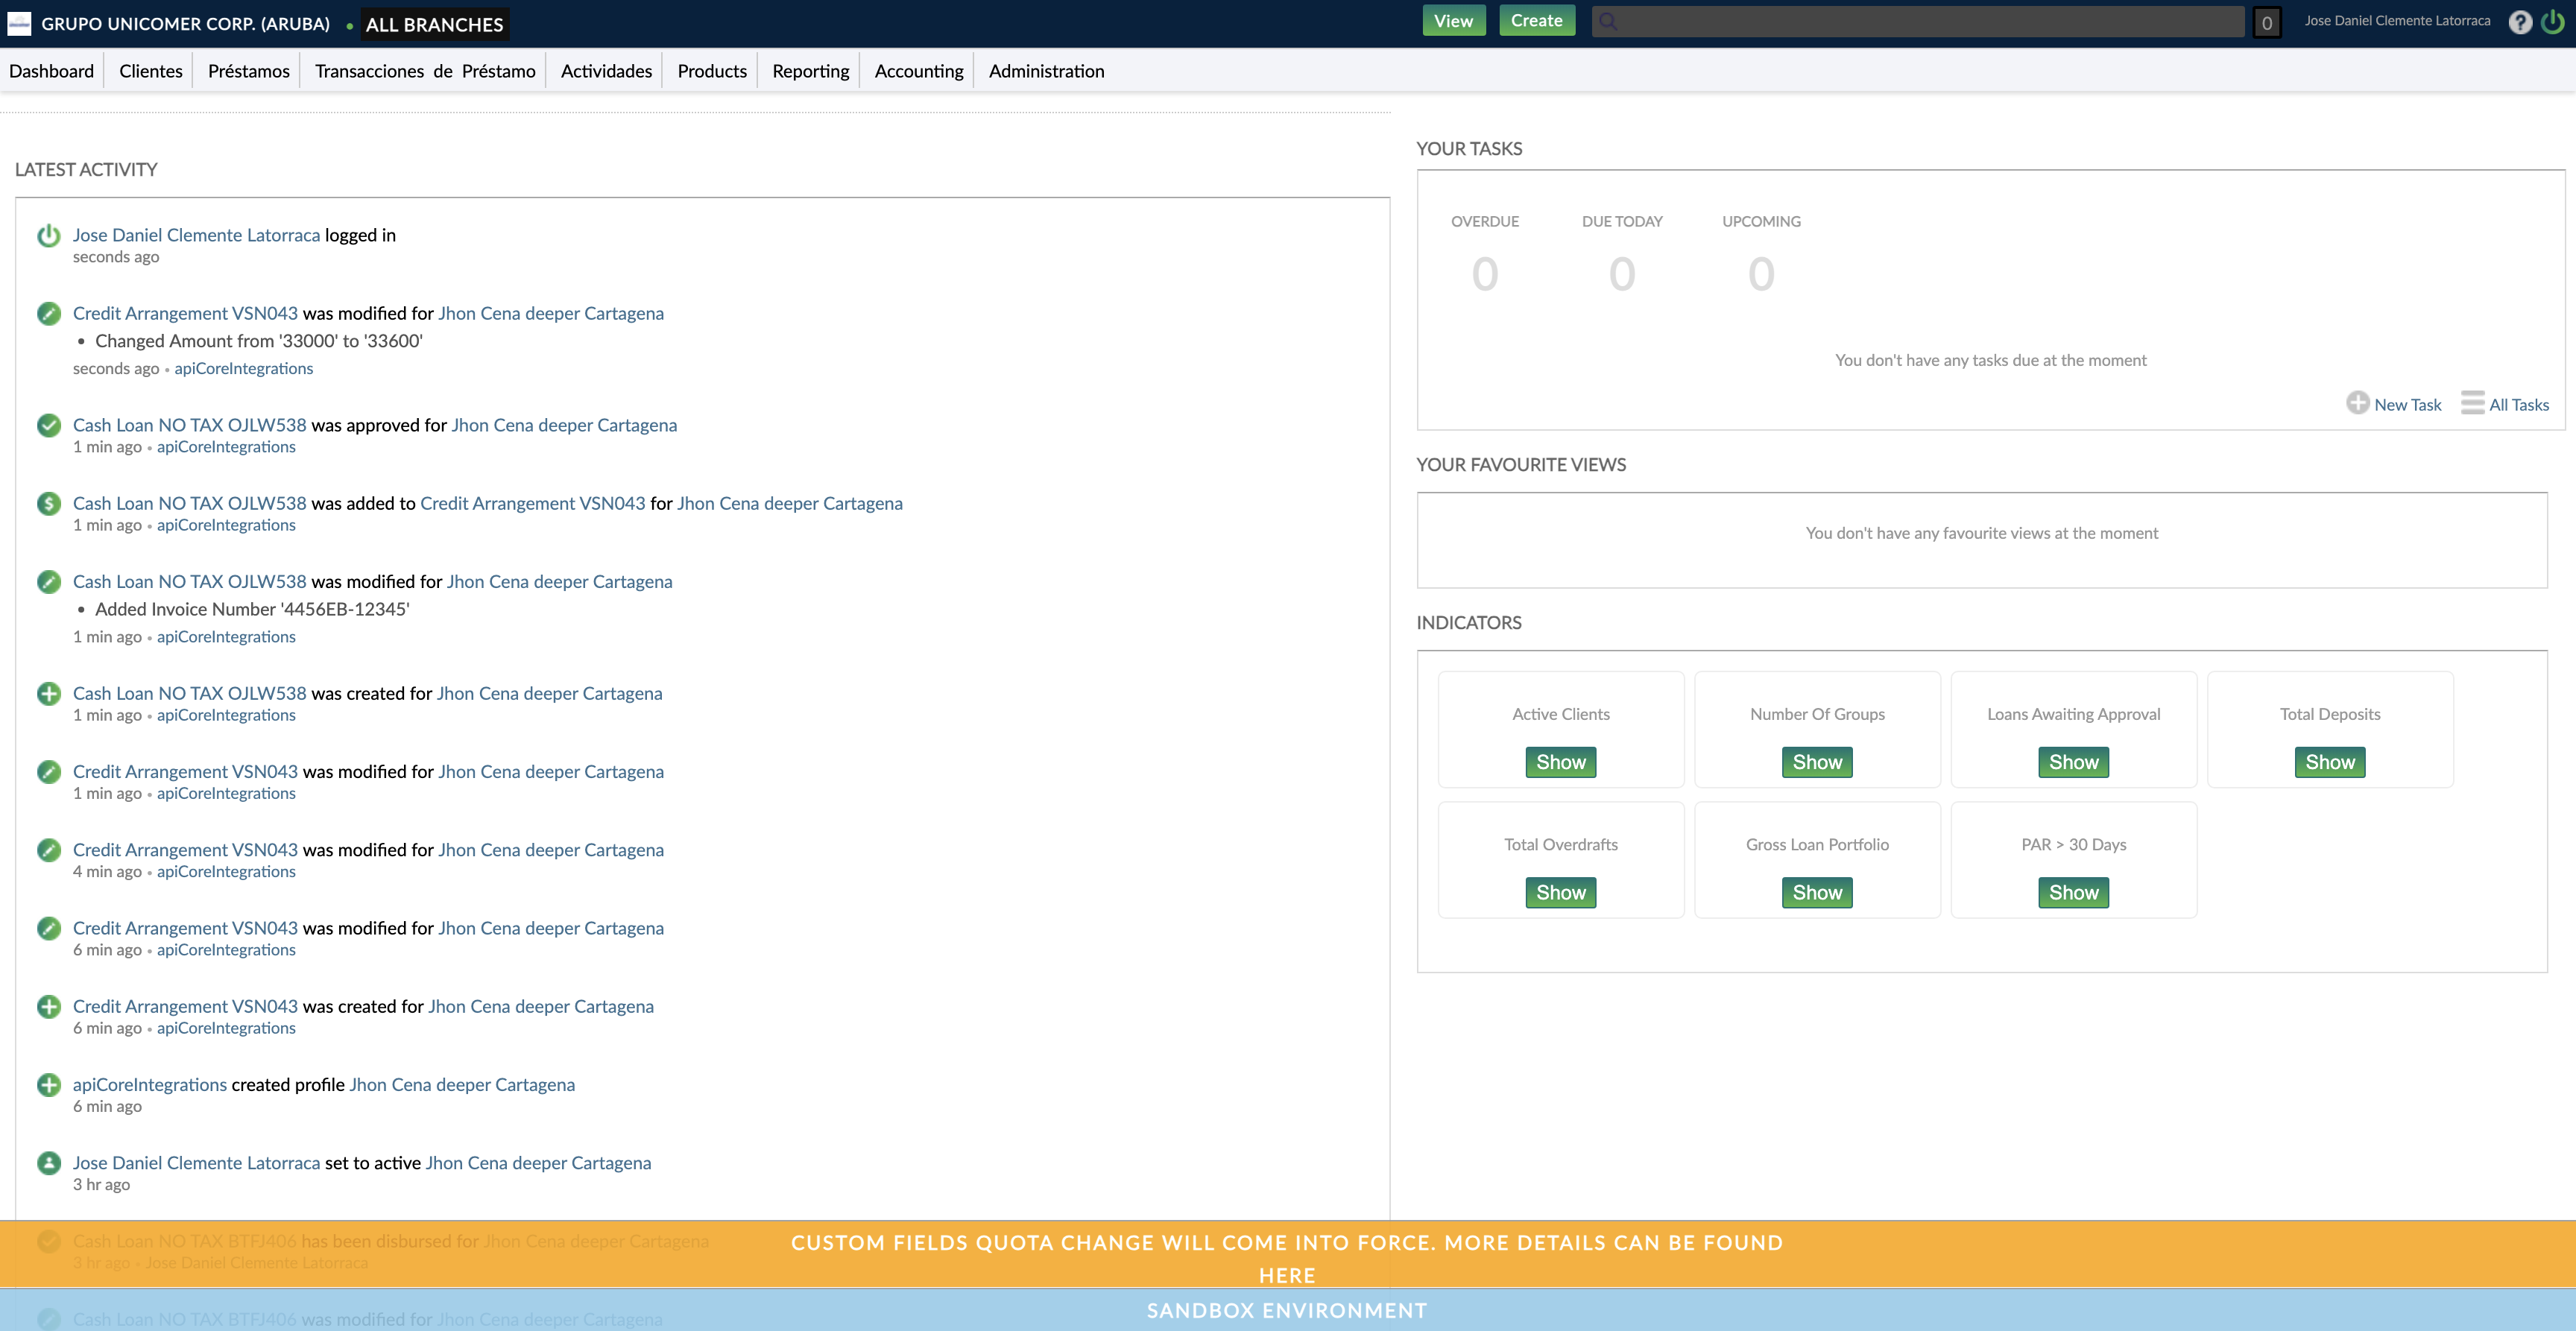 GRUPO UNICOMER CORP. (ARUBA) • ALL BRANCHES
View Create 0 Jose Daniel Clemente Latorraca ?
Dashboard Clientes Préstamos Transacciones de Préstamo Actividades Products Reporting Accounting Administration
LATEST ACTIVITY
Jose Daniel Clemente Latorraca logged in
seconds ago
Credit Arrangement VSN043 was modified for Jhon Cena deeper Cartagena
• Changed Amount from '33000' to '33600'
seconds ago • apiCoreIntegrations
Cash Loan NO TAX OJLW538 was approved for Jhon Cena deeper Cartagena
1 min ago • apiCoreIntegrations
Cash Loan NO TAX OJLW538 was added to Credit Arrangement VSN043 for Jhon Cena deeper Cartagena
1 min ago • apiCoreIntegrations
Cash Loan NO TAX OJLW538 was modified for Jhon Cena deeper Cartagena
• Added Invoice Number '4456EB-12345'
1 min ago • apiCoreIntegrations
Cash Loan NO TAX OJLW538 was created for Jhon Cena deeper Cartagena
1 min ago • apiCoreIntegrations
Credit Arrangement VSN043 was modified for Jhon Cena deeper Cartagena
1 min ago • apiCoreIntegrations
Credit Arrangement VSN043 was modified for Jhon Cena deeper Cartagena
4 min ago • apiCoreIntegrations
Credit Arrangement VSN043 was modified for Jhon Cena deeper Cartagena
6 min ago • apiCoreIntegrations
Credit Arrangement VSN043 was created for Jhon Cena deeper Cartagena
6 min ago • apiCoreIntegrations
apiCoreIntegrations created profile Jhon Cena deeper Cartagena
6 min ago
Jose Daniel Clemente Latorraca set to active Jhon Cena deeper Cartagena
3 hr ago
Cash Loan NO TAX BTFJ406 has been disbursed for Jhon Cena deeper Cartagena
3 hr ago • Jose Daniel Clemente Latorraca
Cash Loan NO TAX BTFJ406 was modified for Jhon Cena deeper Cartagena
YOUR TASKS
OVERDUE DUE TODAY UPCOMING
0 0 0
You don't have any tasks due at the moment
New Task All Tasks
YOUR FAVOURITE VIEWS
You don't have any favourite views at the moment
INDICATORS
Active Clients Number Of Groups Loans Awaiting Approval Total Deposits
Show Show Show Show
Total Overdrafts Gross Loan Portfolio PAR > 30 Days
Show Show Show
CUSTOM FIELDS QUOTA CHANGE WILL COME INTO FORCE. MORE DETAILS CAN BE FOUND
HERE
SANDBOX ENVIRONMENT